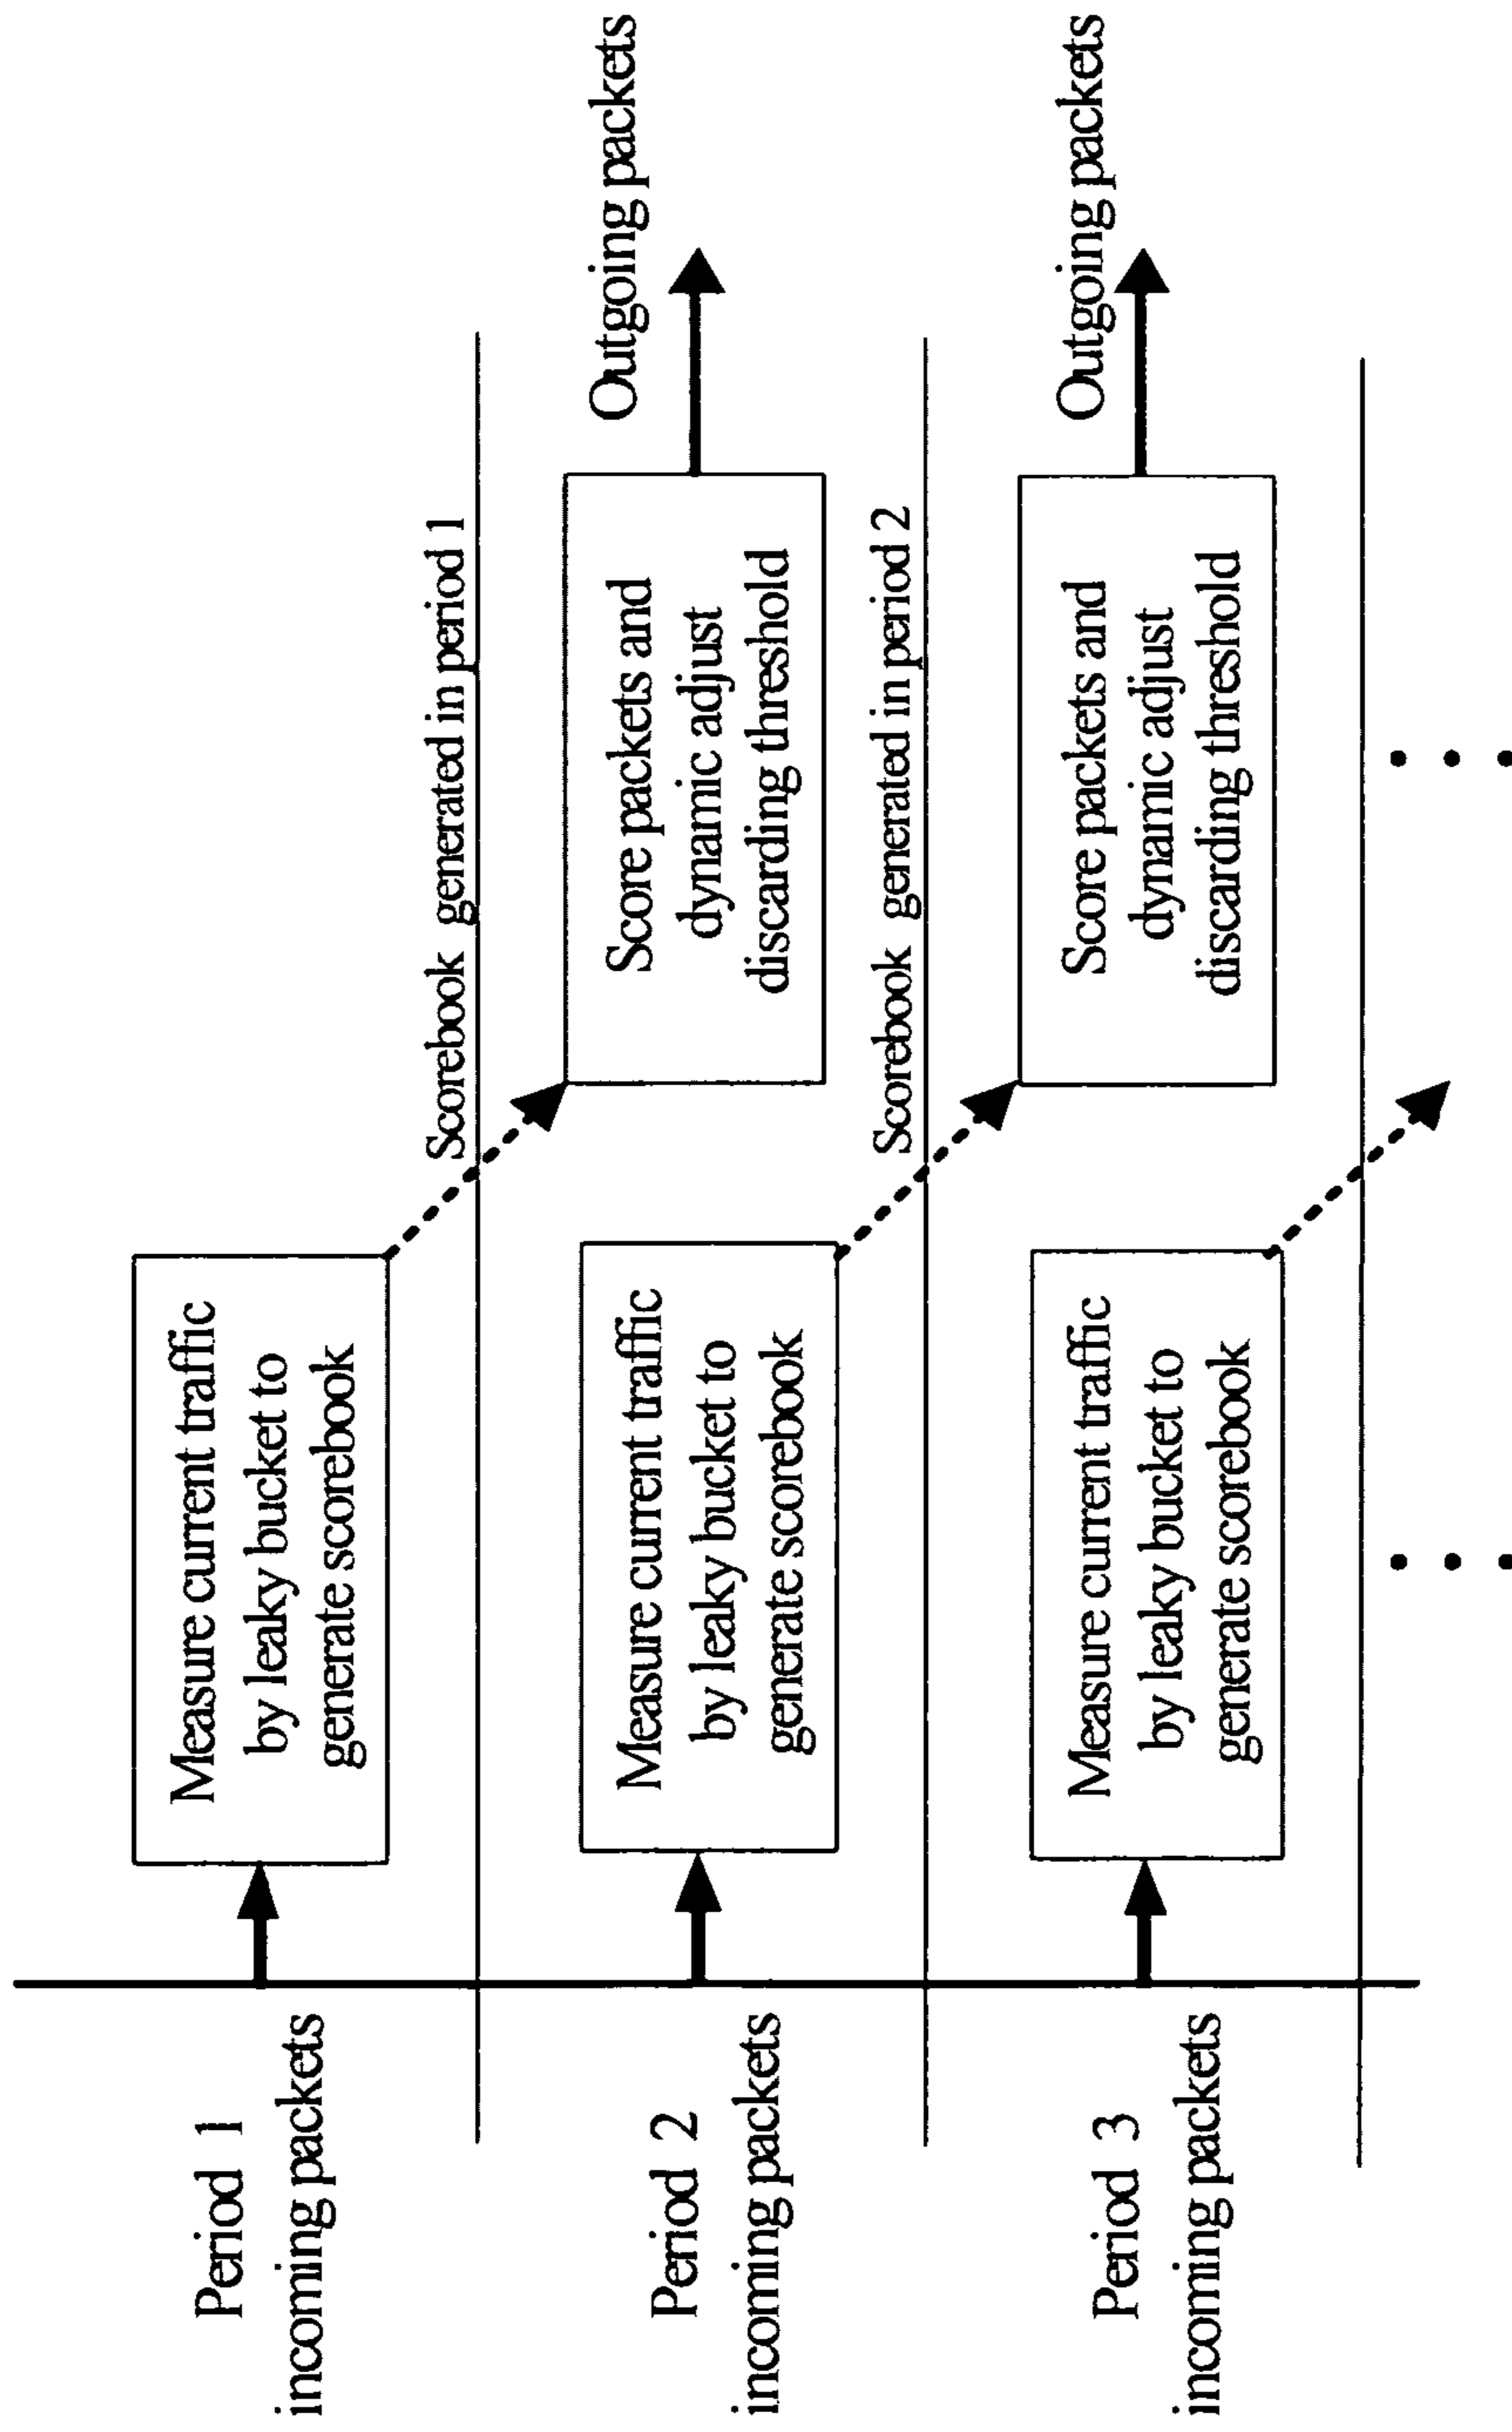 Period 1
incoming packets
Measure current traffic
by leaky bucket to
generate scorebook
Scorebook generated in period 1
Period 2
incoming packets
Measure current traffic
by leaky bucket to
generate scorebook
Score packets and
dynamic adjust
discarding threshold
Outgoing packets
Scorebook generated in period 2
Period 3
incoming packets
Measure current traffic
by leaky bucket to
generate scorebook
Score packets and
dynamic adjust
discarding threshold
Outgoing packets